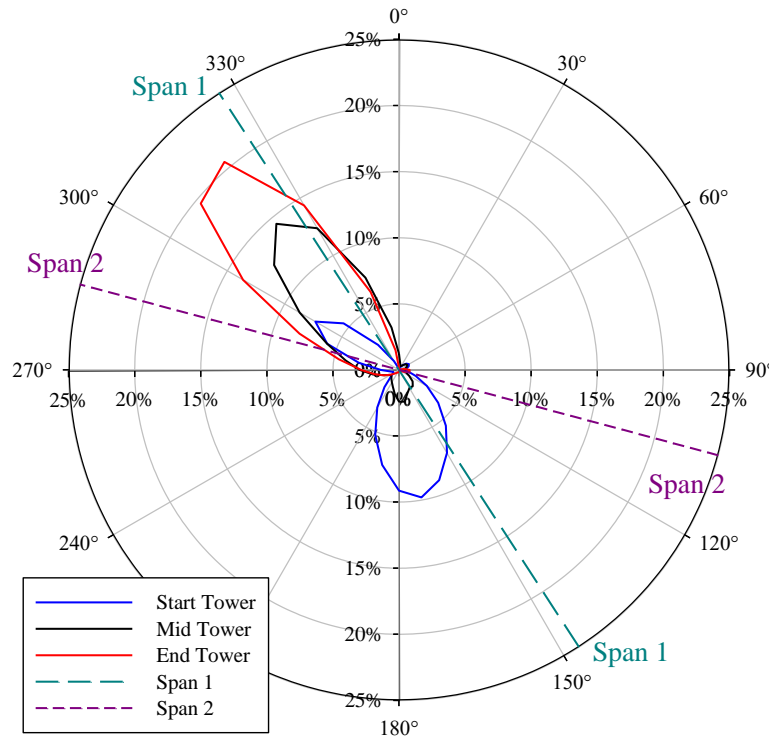 0°
25%
330°
30°
Span 1
20%
15%
300°
60°
10%
Span 2
5%
270°
0%
90°
25% 20% 15% 10% 5% 0% 5% 10% 15% 20% 25%
5%
Span 2
10%
240°
120°
15%
Start Tower
20%
Mid Tower
End Tower
Span 1
150°
Span 1
25%
Span 2
180°